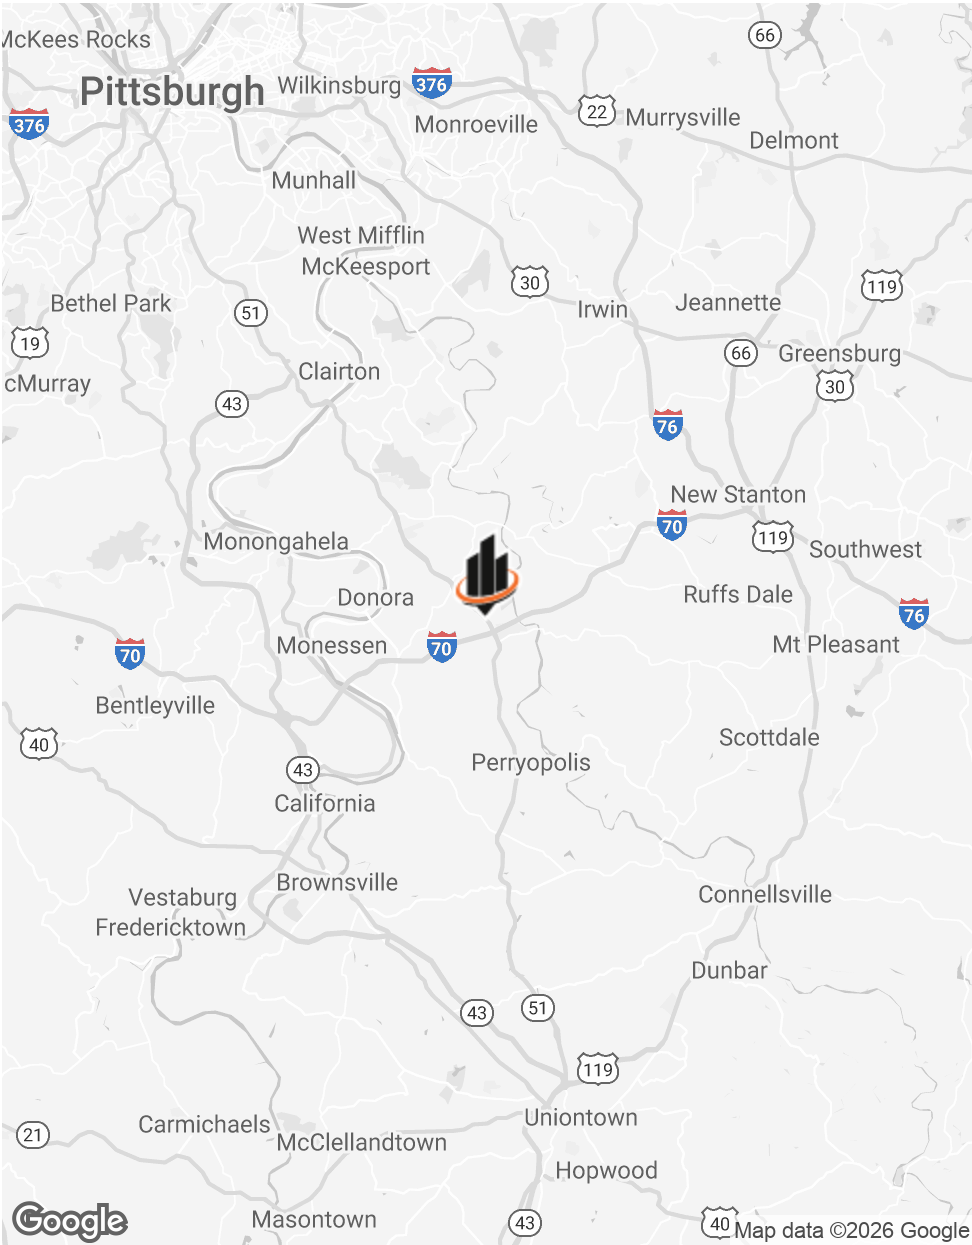 McKees Rocks
66
Pittsburgh
Wilkinsburg
376
376
22
Murrysville
Monroeville
Delmont
Munhall
West Mifflin
McKeesport
30
119
Bethel Park
51
Irwin
Jeannette
19
66
Greensburg
Clairton
cMurray
30
43
76
New Stanton
70
119
Monongahela
Southwest
Donora
Ruffs Dale
76
Monessen
70
70
Mt Pleasant
Bentleyville
40
Scottdale
Perryopolis
43
California
Brownsville
Vestaburg
Connellsville
Fredericktown
Dunbar
43
51
119
Uniontown
Carmichaels
21
McClellandtown
Hopwood
Masontown
43
40
Google
Map data ©2026 Google